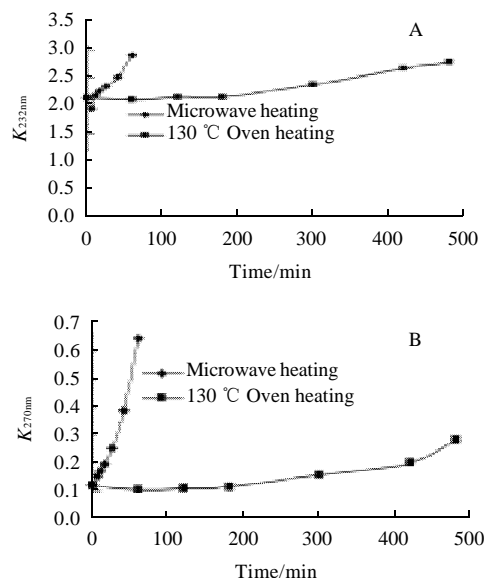 A
3.5
3.0
2.5
2.0
1.5
1.0
0.5
0.0
K232nm
Microwave heating
130 ℃ Oven heating
0 100 200 300 400 500
Time/min
B
0.7
0.6
0.5
0.4
0.3
0.2
0.1
0.0
K270nm
Microwave heating
130 ℃ Oven heating
0 100 200 300 400 500
Time/min